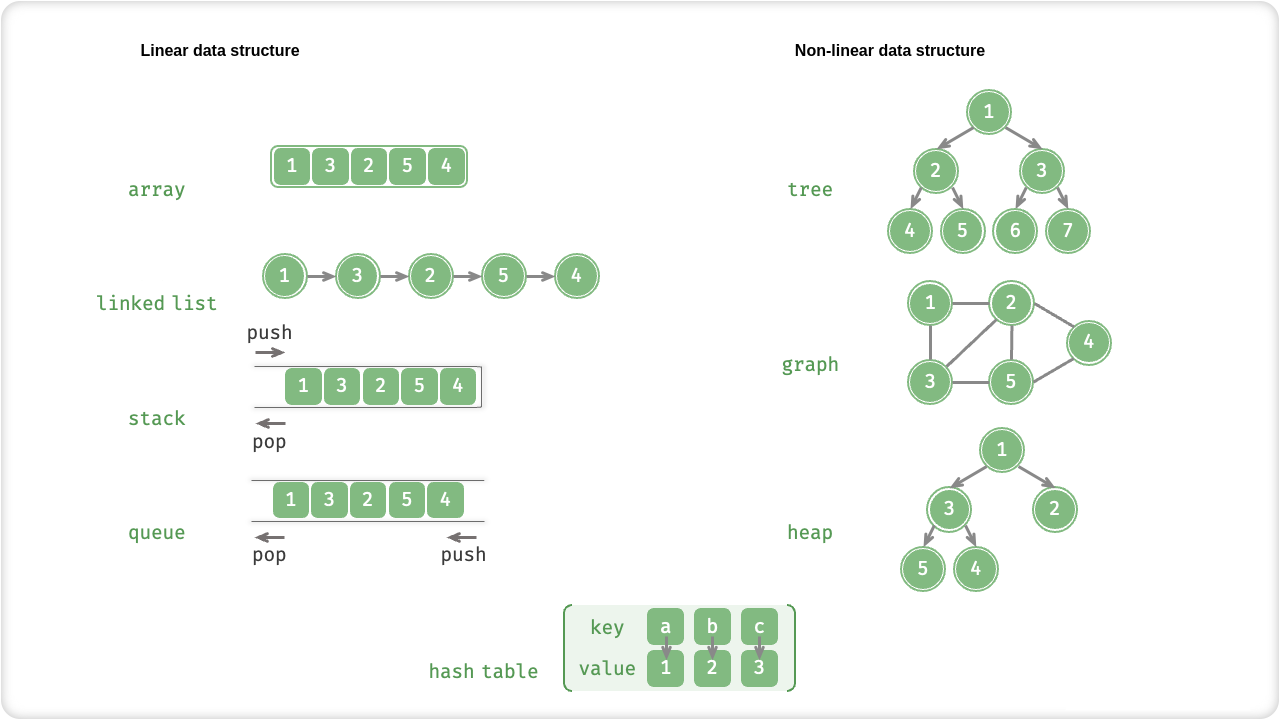 Linear data structure
array
1 3 2 5 4
linked list
1 3 2 5 4
push
stack
1 3 2 5 4
pop
queue
1 3 2 5 4
pop push
Non-linear data structure
tree
1
2 3
4 5 6 7
graph
1 2
4
3 5
heap
1
3 2
5 4
hash table
key a b c
value 1 2 3